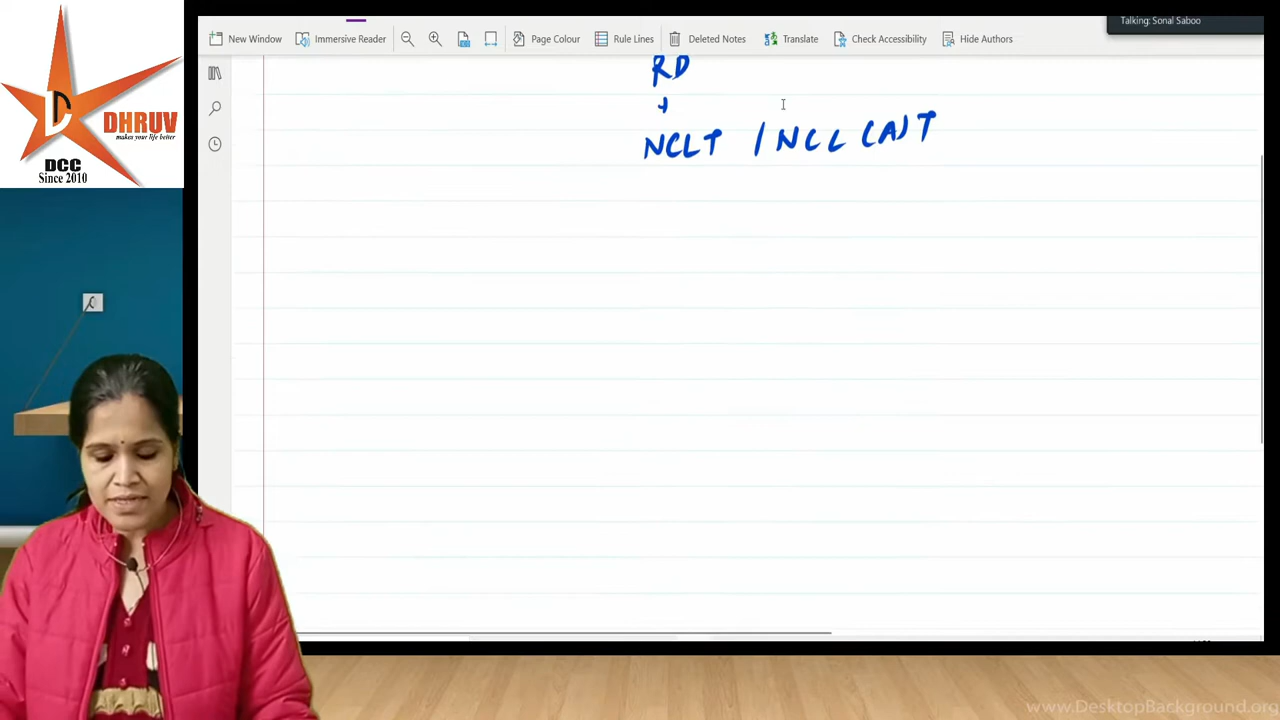 Talking: Sonal Saboo
New Window Immersive Reader Page Colour Rule Lines Deleted Notes Translate Check Accessibility Hide Authors
DHRUV
makes your life better
DCC
Since 2010
RD
NCLT / NCL (A) T
www.DesktopBackground.org